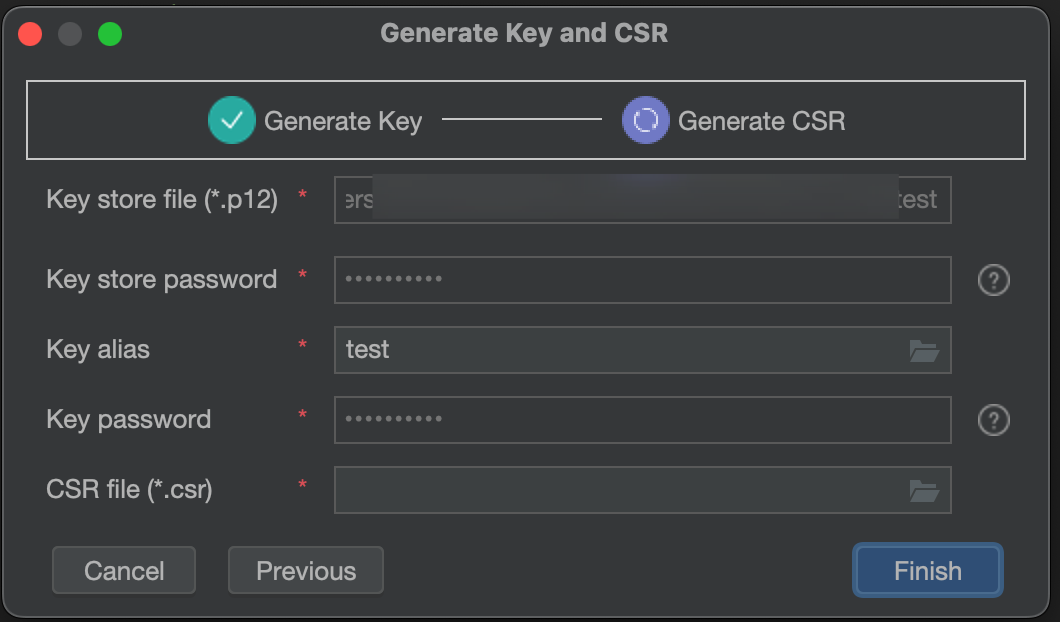 Generate Key and CSR
Generate Key Generate CSR
Key store file (*.p12) * ers test
Key store password * •••••••••• ?
Key alias * test
Key password * •••••••••• ?
CSR file (*.csr) *
Cancel Previous Finish